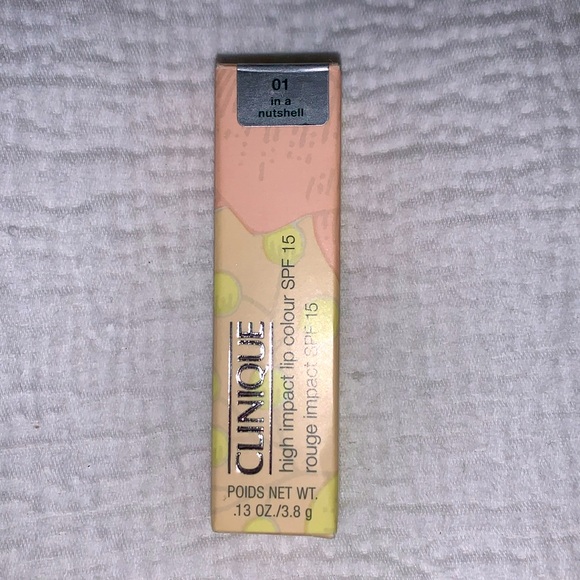 01
in a
nutshell
CLINIQUE
high impact lip colour SPF 15
rouge impact SPF 15
POIDS NET WT.
.13 OZ./3.8 g